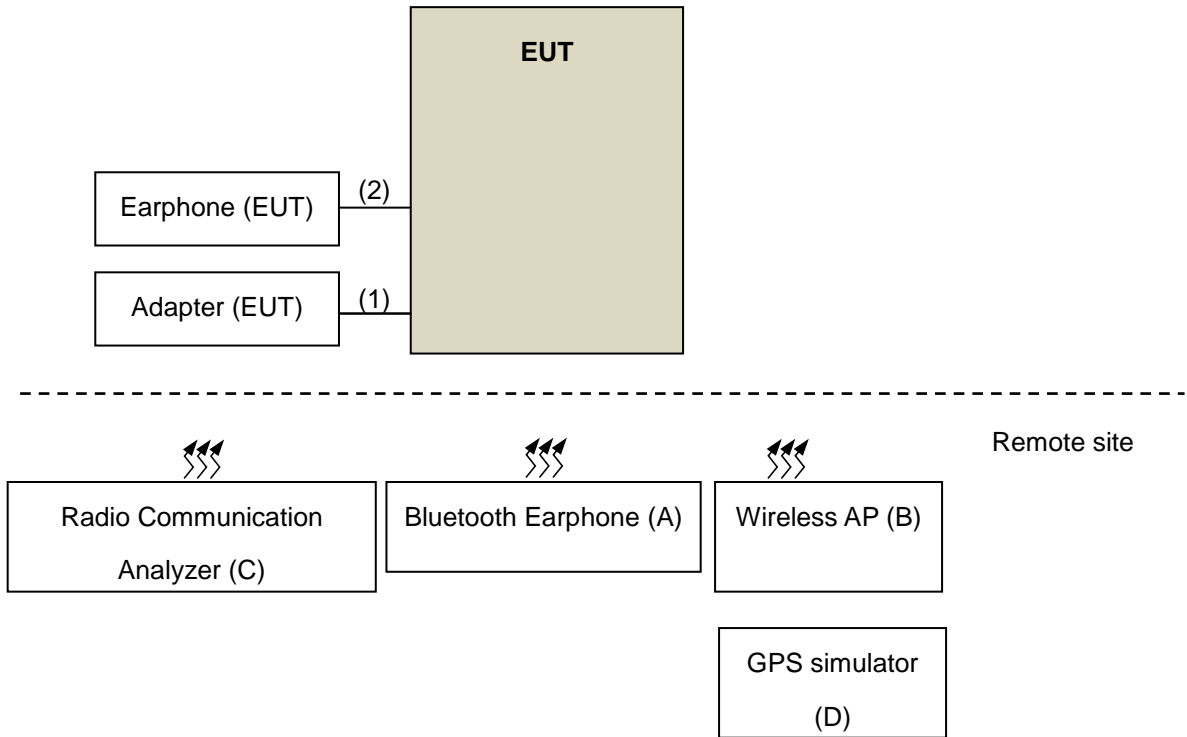 EUT
(2)
Earphone (EUT)
(1)
Adapter (EUT)
Remote site
Radio Communication
Analyzer (C)
Bluetooth Earphone (A)
Wireless AP (B)
GPS simulator
(D)